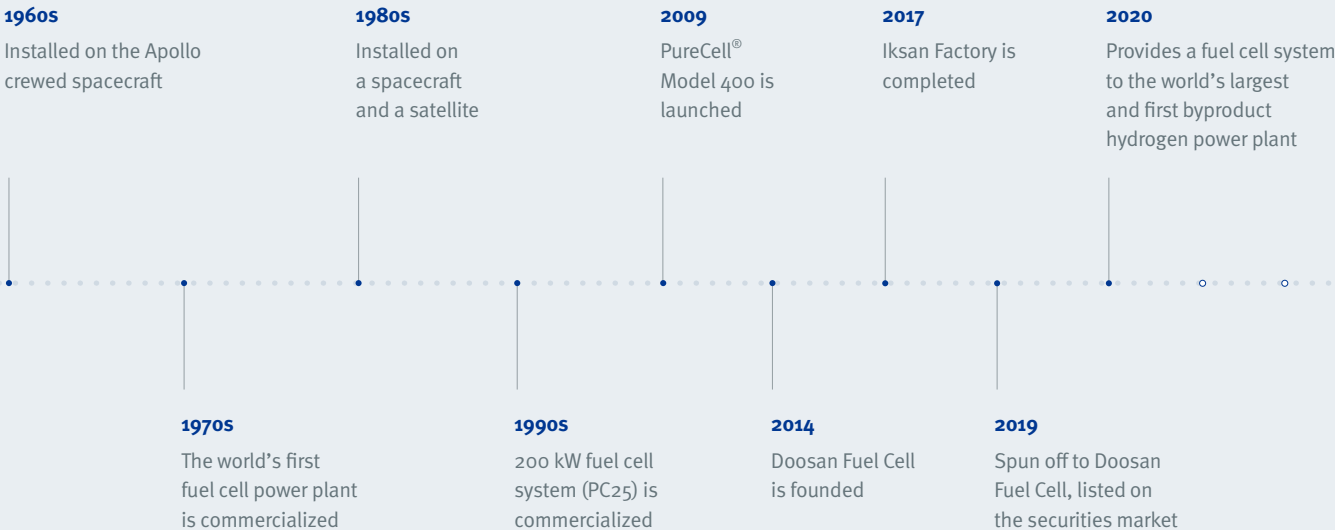 1960s
Installed on the Apollo
crewed spacecraft
1980s
Installed on
a spacecraft
and a satellite
2009
PureCell®
Model 400 is
launched
2017
Iksan Factory is
completed
2020
Provides a fuel cell system
to the world's largest
and first byproduct
hydrogen power plant
1970s
The world's first
fuel cell power plant
is commercialized
1990s
200 kW fuel cell
system (PC25) is
commercialized
2014
Doosan Fuel Cell
is founded
2019
Spun off to Doosan
Fuel Cell, listed on
the securities market